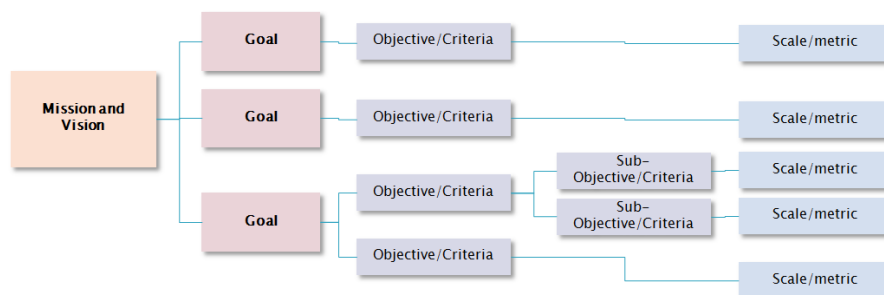 Goal
Objective/Criteria
Scale/metric
Mission and
Vision
Goal
Objective/Criteria
Scale/metric
Goal
Objective/Criteria
Sub-
Objective/Criteria
Scale/metric
Sub-
Objective/Criteria
Scale/metric
Objective/Criteria
Scale/metric